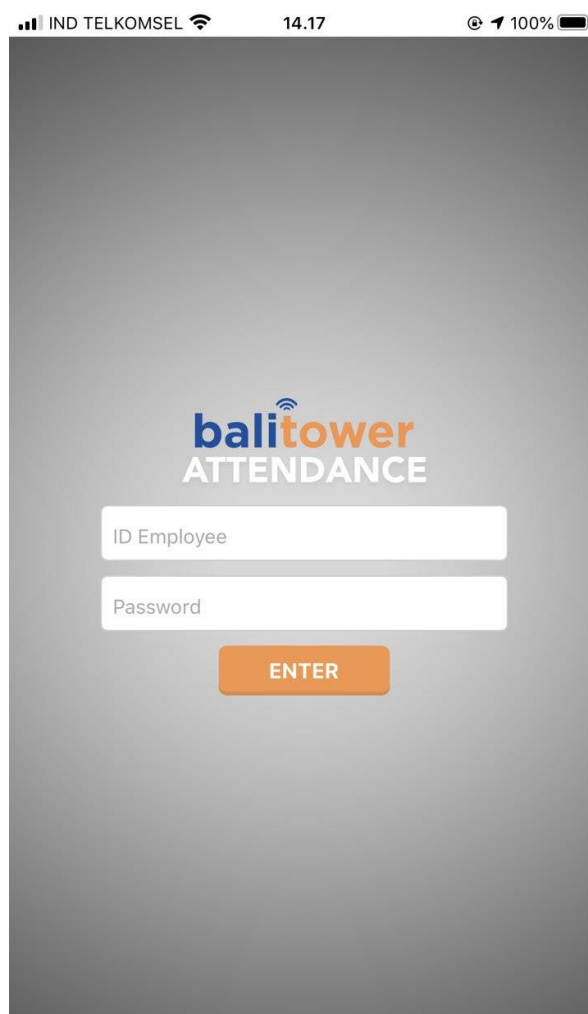 IND TELKOMSEL 14.17 100%
balitower
ATTENDANCE
ID Employee
Password
ENTER